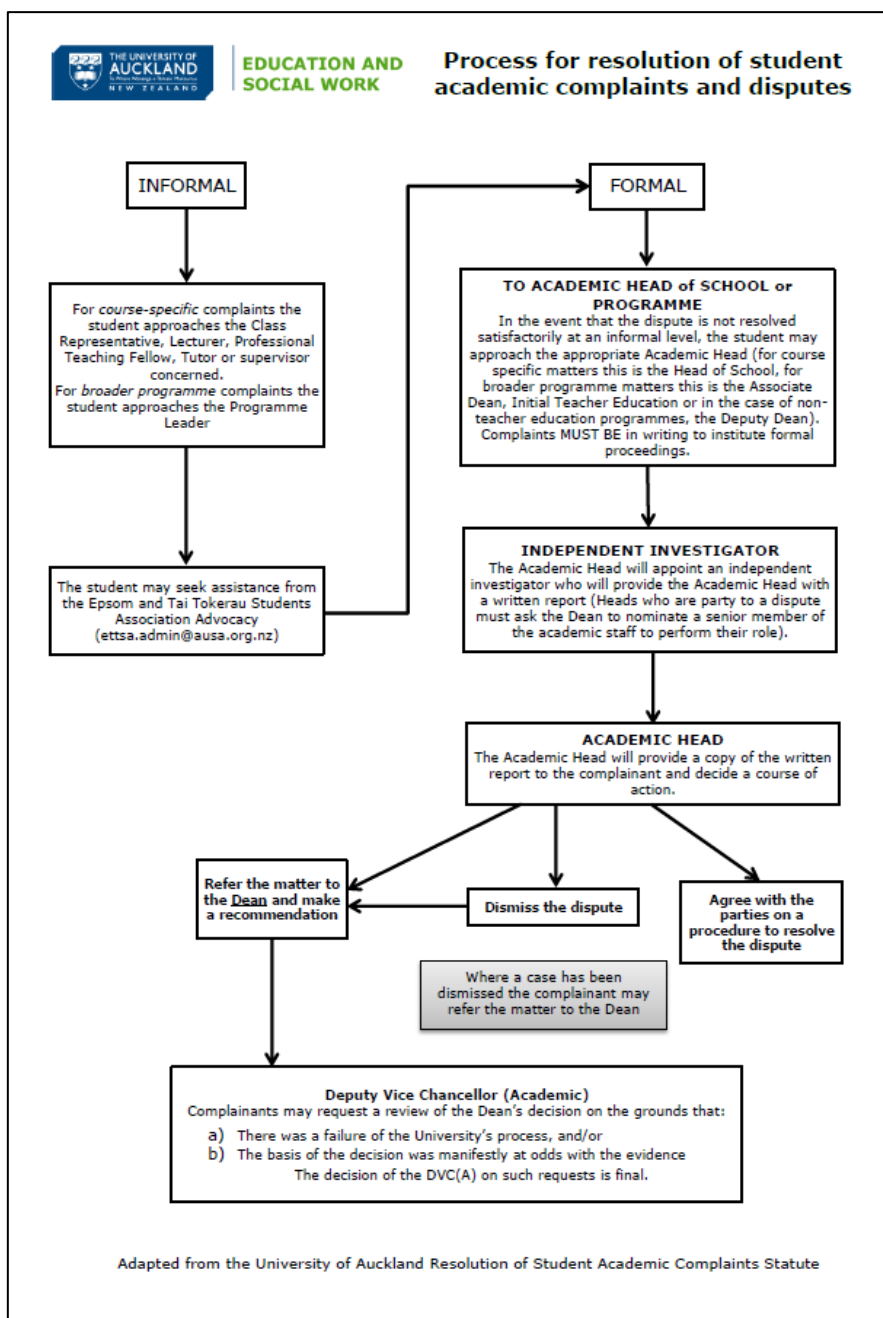 THE UNIVERSITY OF
AUCKLAND
NEW ZEALAND
EDUCATION AND
SOCIAL WORK
Process for resolution of student
academic complaints and disputes
INFORMAL
For course-specific complaints the
student approaches the Class
Representative, Lecturer, Professional
Teaching Fellow, Tutor or supervisor
concerned.
For broader programme complaints the
student approaches the Programme
Leader
The student may seek assistance from
the Epsom and Tai Tokerau Students
Association Advocacy
(ettsa.admin@ausa.org.nz)
FORMAL
TO ACADEMIC HEAD of SCHOOL or
PROGRAMME
In the event that the dispute is not resolved
satisfactorily at an informal level, the student may
approach the appropriate Academic Head (for course
specific matters this is the Head of School, for
broader programme matters this is the Associate
Dean, Initial Teacher Education or in the case of non-
teacher education programmes, the Deputy Dean).
Complaints MUST BE in writing to institute formal
proceedings.
INDEPENDENT INVESTIGATOR
The Academic Head will appoint an independent
investigator who will provide the Academic Head with
a written report (Heads who are party to a dispute
must ask the Dean to nominate a senior member of
the academic staff to perform their role).
ACADEMIC HEAD
The Academic Head will provide a copy of the written
report to the complainant and decide a course of
action.
Refer the matter to
the Dean and make
a recommendation
Dismiss the dispute
Agree with the
parties on a
procedure to resolve
the dispute
Where a case has been
dismissed the complainant may
refer the matter to the Dean
Deputy Vice Chancellor (Academic)
Complainants may request a review of the Dean's decision on the grounds that:
a) There was a failure of the University's process, and/or
b) The basis of the decision was manifestly at odds with the evidence
The decision of the DVC(A) on such requests is final.
Adapted from the University of Auckland Resolution of Student Academic Complaints Statute